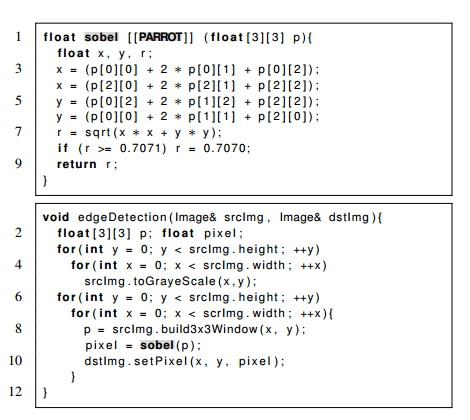 1 float sobel [[PARROT]] (float[3][3] p){
float x, y, r;
3 x = (p[0][0] + 2 * p[0][1] + p[0][2]);
x = (p[2][0] + 2 * p[2][1] + p[2][2]);
5 y = (p[0][2] + 2 * p[1][2] + p[2][2]);
y = (p[0][0] + 2 * p[1][1] + p[2][0]);
7 r = sqrt(x * x + y * y);
if (r >= 0.7071) r = 0.7070;
9 return r;
}
void edgeDetection(Image& srcImg, Image& dstImg){
2 float[3][3] p; float pixel;
for(int y = 0; y < srcImg.height; ++y)
4 for(int x = 0; x < srcImg.width; ++x)
srcImg.toGrayeScale(x,y);
6 for(int y = 0; y < srcImg.height; ++y)
for(int x = 0; x < scrImg.width; ++x){
8 p = srcImg.build3x3Window(x, y);
pixel = sobel(p);
10 dstImg.setPixel(x, y, pixel);
}
12 }